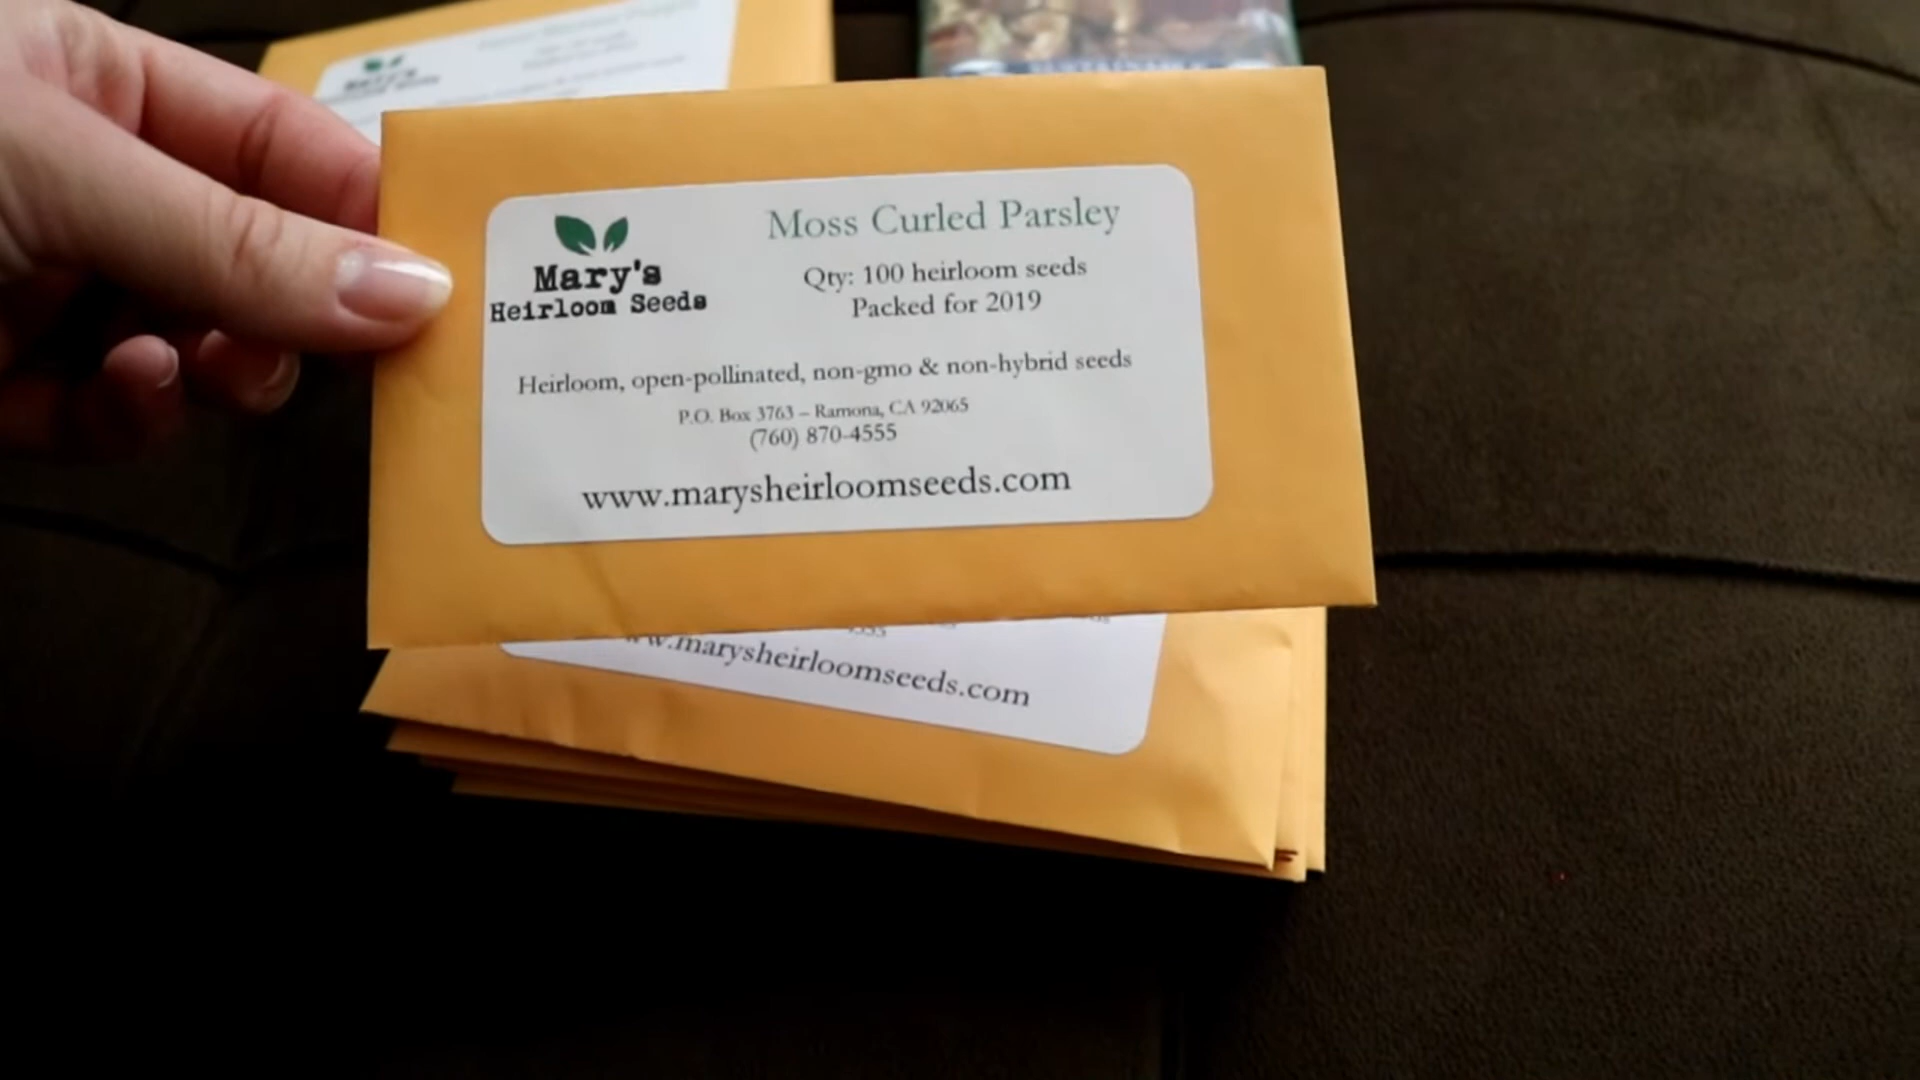 Mary's
Heirloom Seeds
Moss Curled Parsley
Qty: 100 heirloom seeds
Packed for 2019
Heirloom, open-pollinated, non-gmo & non-hybrid seeds
P.O. Box 3763 – Ramona, CA 92065
(760) 870-4555
www.marysheirloomseeds.com
w.marysheirloomseeds.com